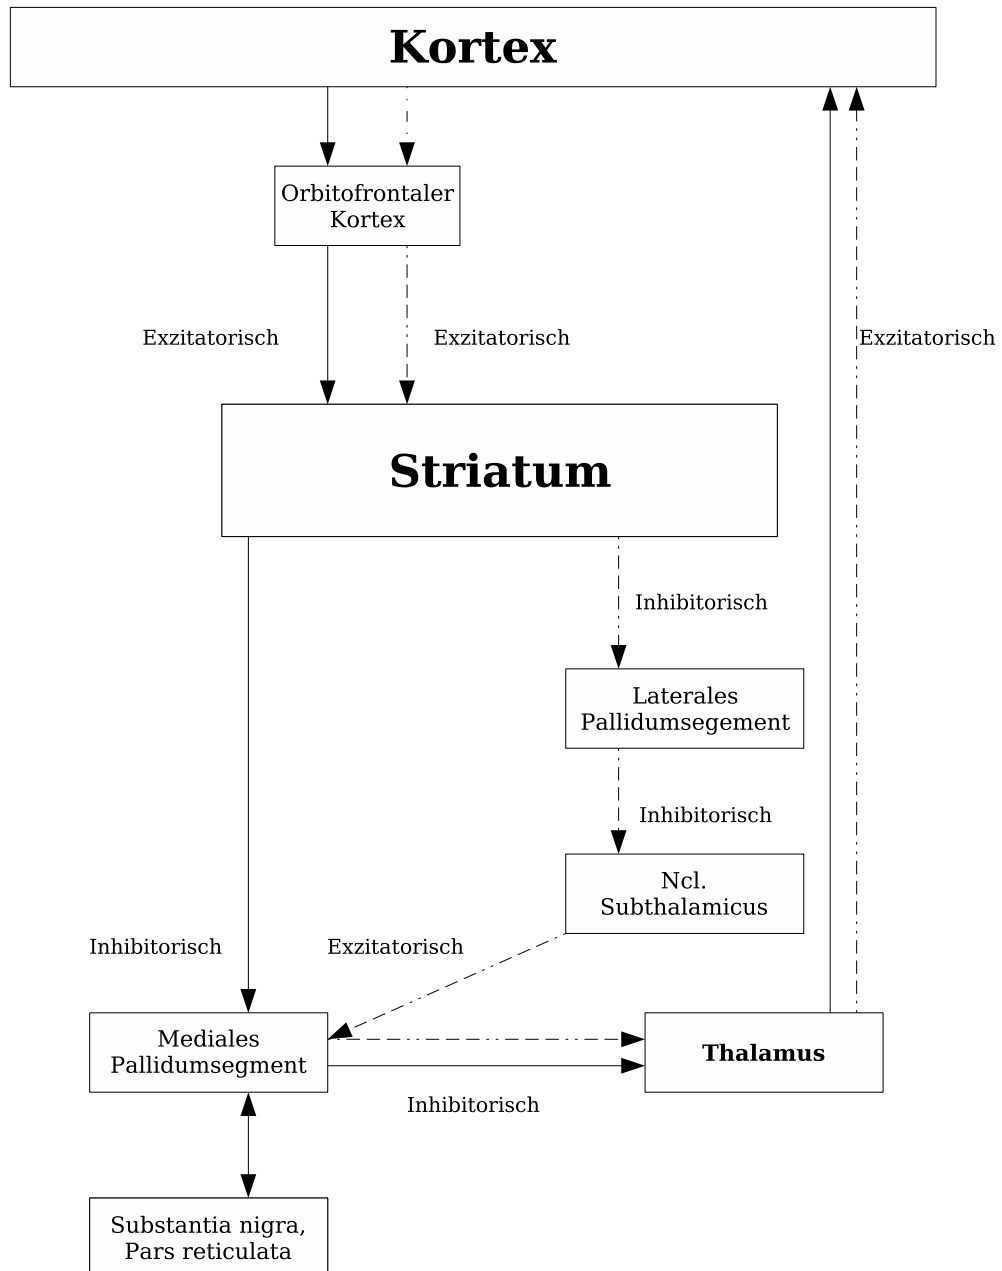 Kortex
Orbitofrontaler
Kortex
Exzitatorisch
Exzitatorisch
Exzitatorisch
Striatum
Inhibitorisch
Laterales
Pallidumsegement
Inhibitorisch
Ncl.
Subthalamicus
Inhibitorisch
Exzitatorisch
Mediales
Pallidumsegment
Thalamus
Inhibitorisch
Substantia nigra,
Pars reticulata